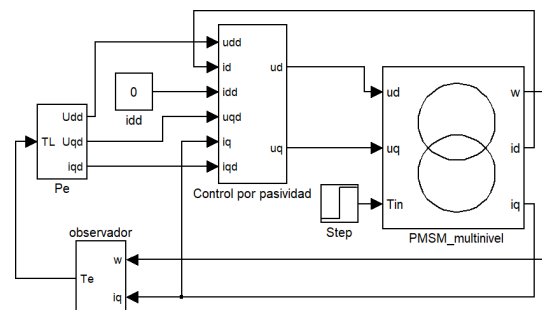 udd
id
idd
uqd
iq
iqd
ud
uq
Control por pasividad
0
idd
Udd
TL Uqd
iqd
Pe
ud
uq
Tin
w
id
iq
PMSM_multinivel
Step
observador
w
Te
iq